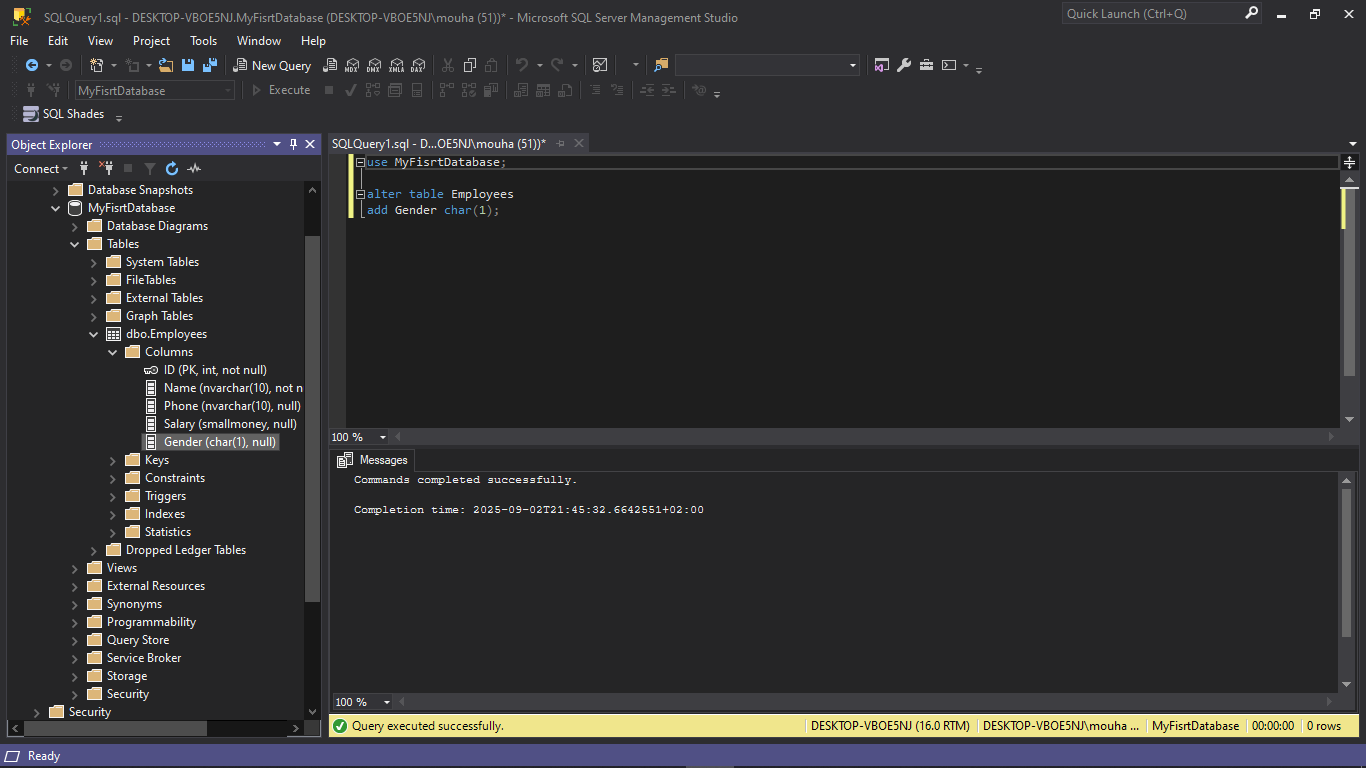 SQLQuery1.sql - DESKTOP-VBOE5NJ.MyFisrtDatabase (DESKTOP-VBOE5NJ\mouha (51))* - Microsoft SQL Server Management Studio
Quick Launch (Ctrl+Q)
File Edit View Project Tools Window Help
New Query
MDX DMX XMLA DAX
MyFisrtDatabase
Execute
SQL Shades
Object Explorer
Connect
Database Snapshots
MyFisrtDatabase
Database Diagrams
Tables
System Tables
FileTables
External Tables
Graph Tables
dbo.Employees
Columns
ID (PK, int, not null)
Name (nvarchar(10), not n
Phone (nvarchar(10), null)
Salary (smallmoney, null)
Gender (char(1), null)
Keys
Constraints
Triggers
Indexes
Statistics
Dropped Ledger Tables
Views
External Resources
Synonyms
Programmability
Query Store
Service Broker
Storage
Security
Security
SQLQuery1.sql - D...OE5NJ\mouha (51))*
use MyFisrtDatabase;
alter table Employees
add Gender char(1);
100 %
Messages
Commands completed successfully.
Completion time: 2025-09-02T21:45:32.6642551+02:00
100 %
Query executed successfully.
DESKTOP-VBOE5NJ (16.0 RTM)
DESKTOP-VBOE5NJ\mouha ...
MyFisrtDatabase
00:00:00
0 rows
Ready